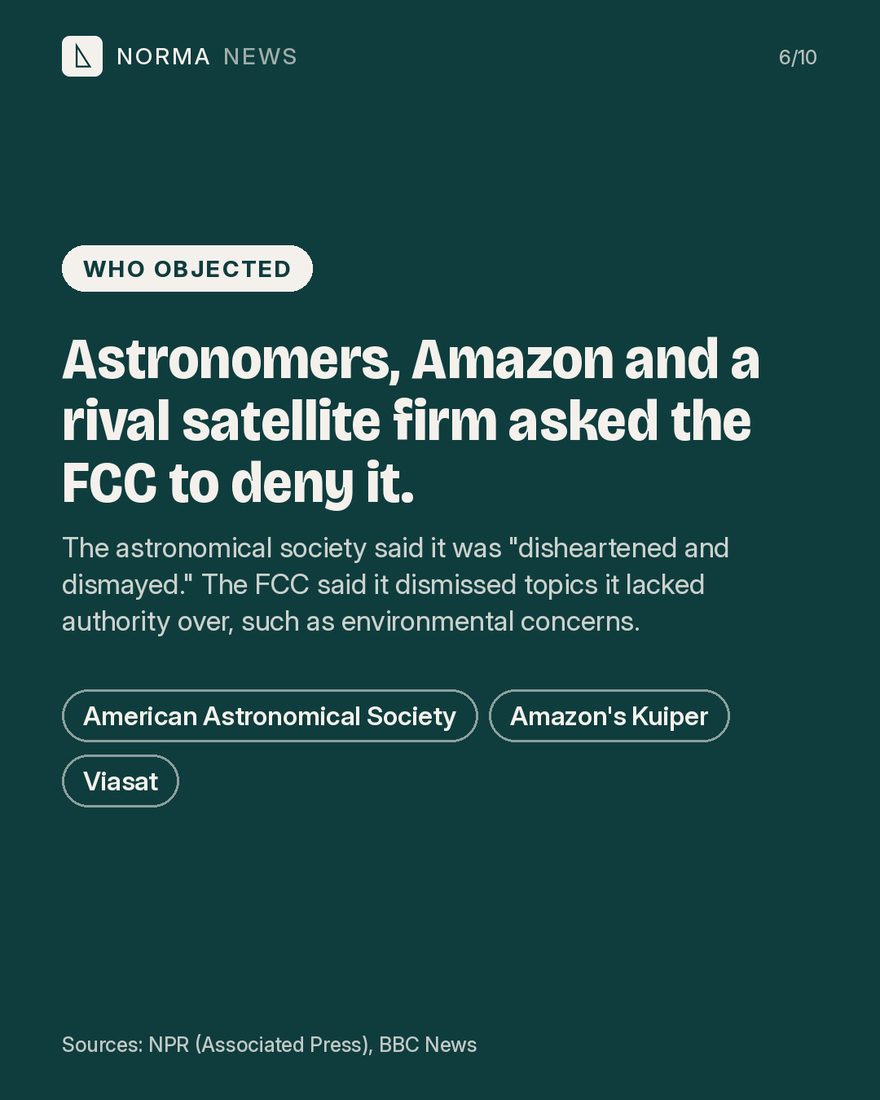 NORMA NEWS
6/10
WHO OBJECTED
Astronomers, Amazon and a
rival satellite firm asked the
FCC to deny it.
The astronomical society said it was "disheartened and
dismayed." The FCC said it dismissed topics it lacked
authority over, such as environmental concerns.
American Astronomical Society
Amazon's Kuiper
Viasat
Sources: NPR (Associated Press), BBC News